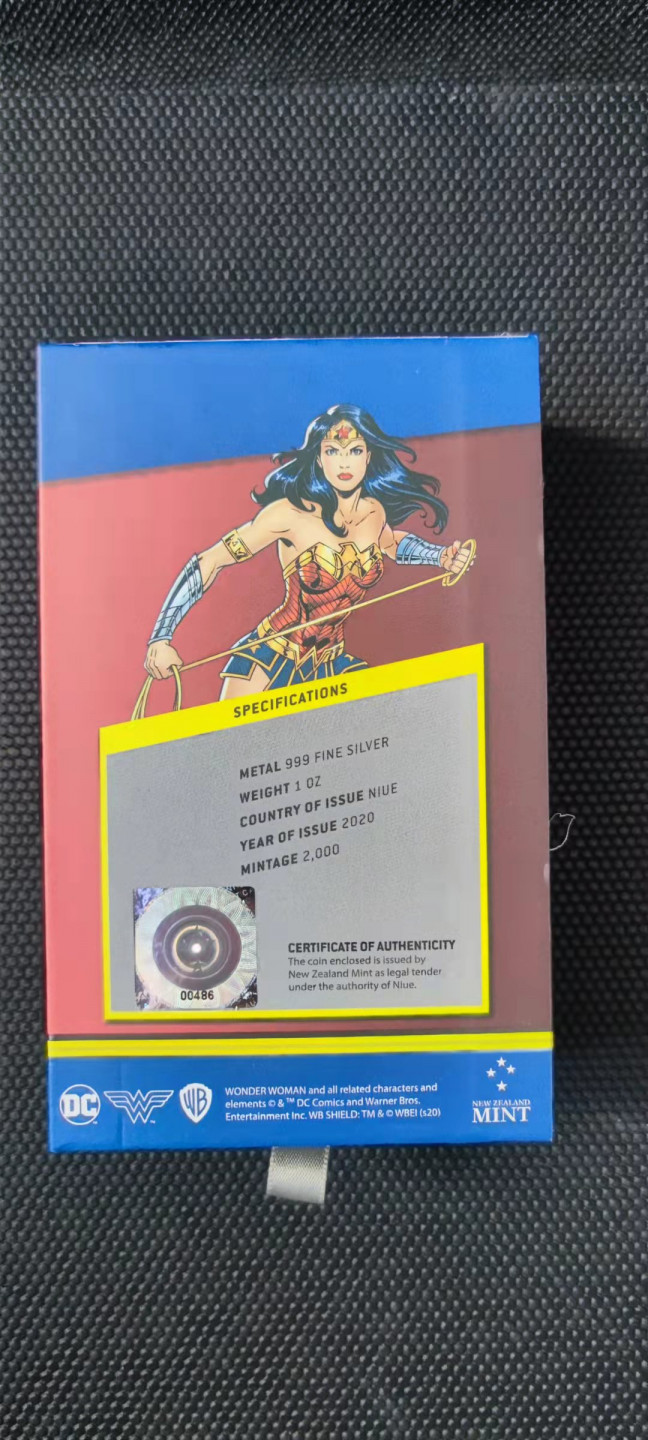 SPECIFICATIONS
METAL 999 FINE SILVER
WEIGHT 1 OZ
COUNTRY OF ISSUE NIUE
YEAR OF ISSUE 2020
MINTAGE 2,000
00486
CERTIFICATE OF AUTHENTICITY
The coin enclosed is issued by
New Zealand Mint as legal tender
under the authority of Niue.
DC
WB
WONDER WOMAN and all related characters and
elements © & ™ DC Comics and Warner Bros.
Entertainment Inc. WB SHIELD: TM & © WBEI (s20)
NEW ZEALAND
MINT